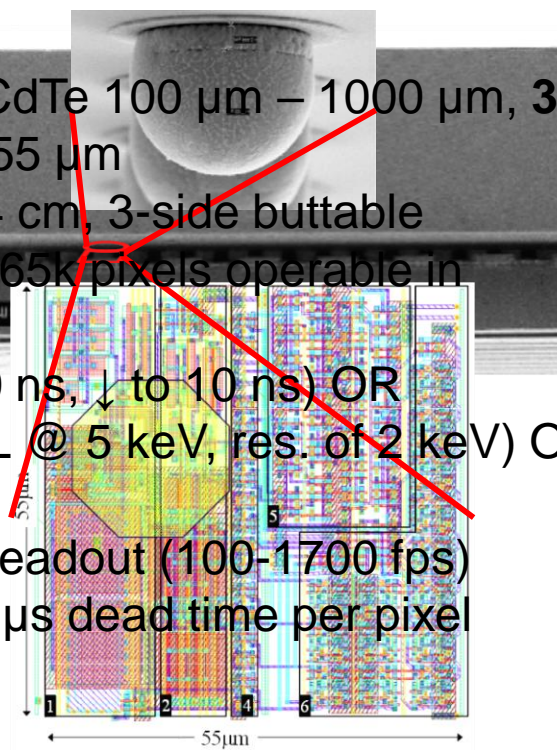 CdTe 100 µm – 1000 µm, 3
55 µm
cm, 3-side buttable
65k pixels operable in
ns, ↓ to 10 ns) OR
@ 5 keV, res. of 2 keV) O
eadout (100-1700 fps)
µs dead time per pixel
55µm
5
1 2 4 6
55µm